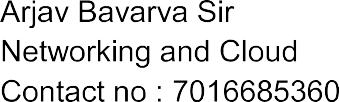 Arjav Bavarva Sir
Networking and Cloud
Contact no : 7016685360